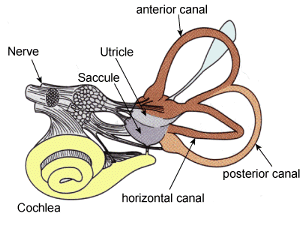 anterior canal
Nerve
Utricle
Saccule
posterior canal
horizontal canal
Cochlea